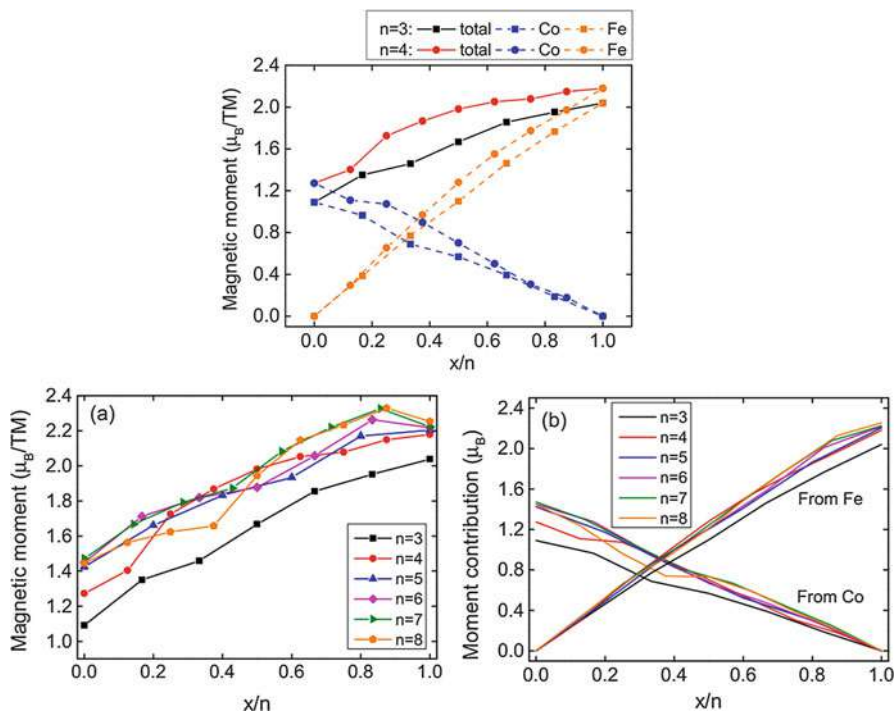 n=3: total Co Fe
n=4: total Co Fe
2.4
2.0
1.6
1.2
0.8
0.4
0.0
Magnetic moment (μB/TM)
0.0 0.2 0.4 0.6 0.8 1.0
x/n
(a)
2.4
2.2
2.0
1.8
1.6
1.4
1.2
1.0
Magnetic moment (μB/TM)
n=3
n=4
n=5
n=6
n=7
n=8
0.0 0.2 0.4 0.6 0.8 1.0
x/n
(b)
2.4
2.0
1.6
1.2
0.8
0.4
0.0
Moment contribution (μB)
n=3
n=4
n=5
n=6
n=7
n=8
From Fe
From Co
0.0 0.2 0.4 0.6 0.8 1.0
x/n